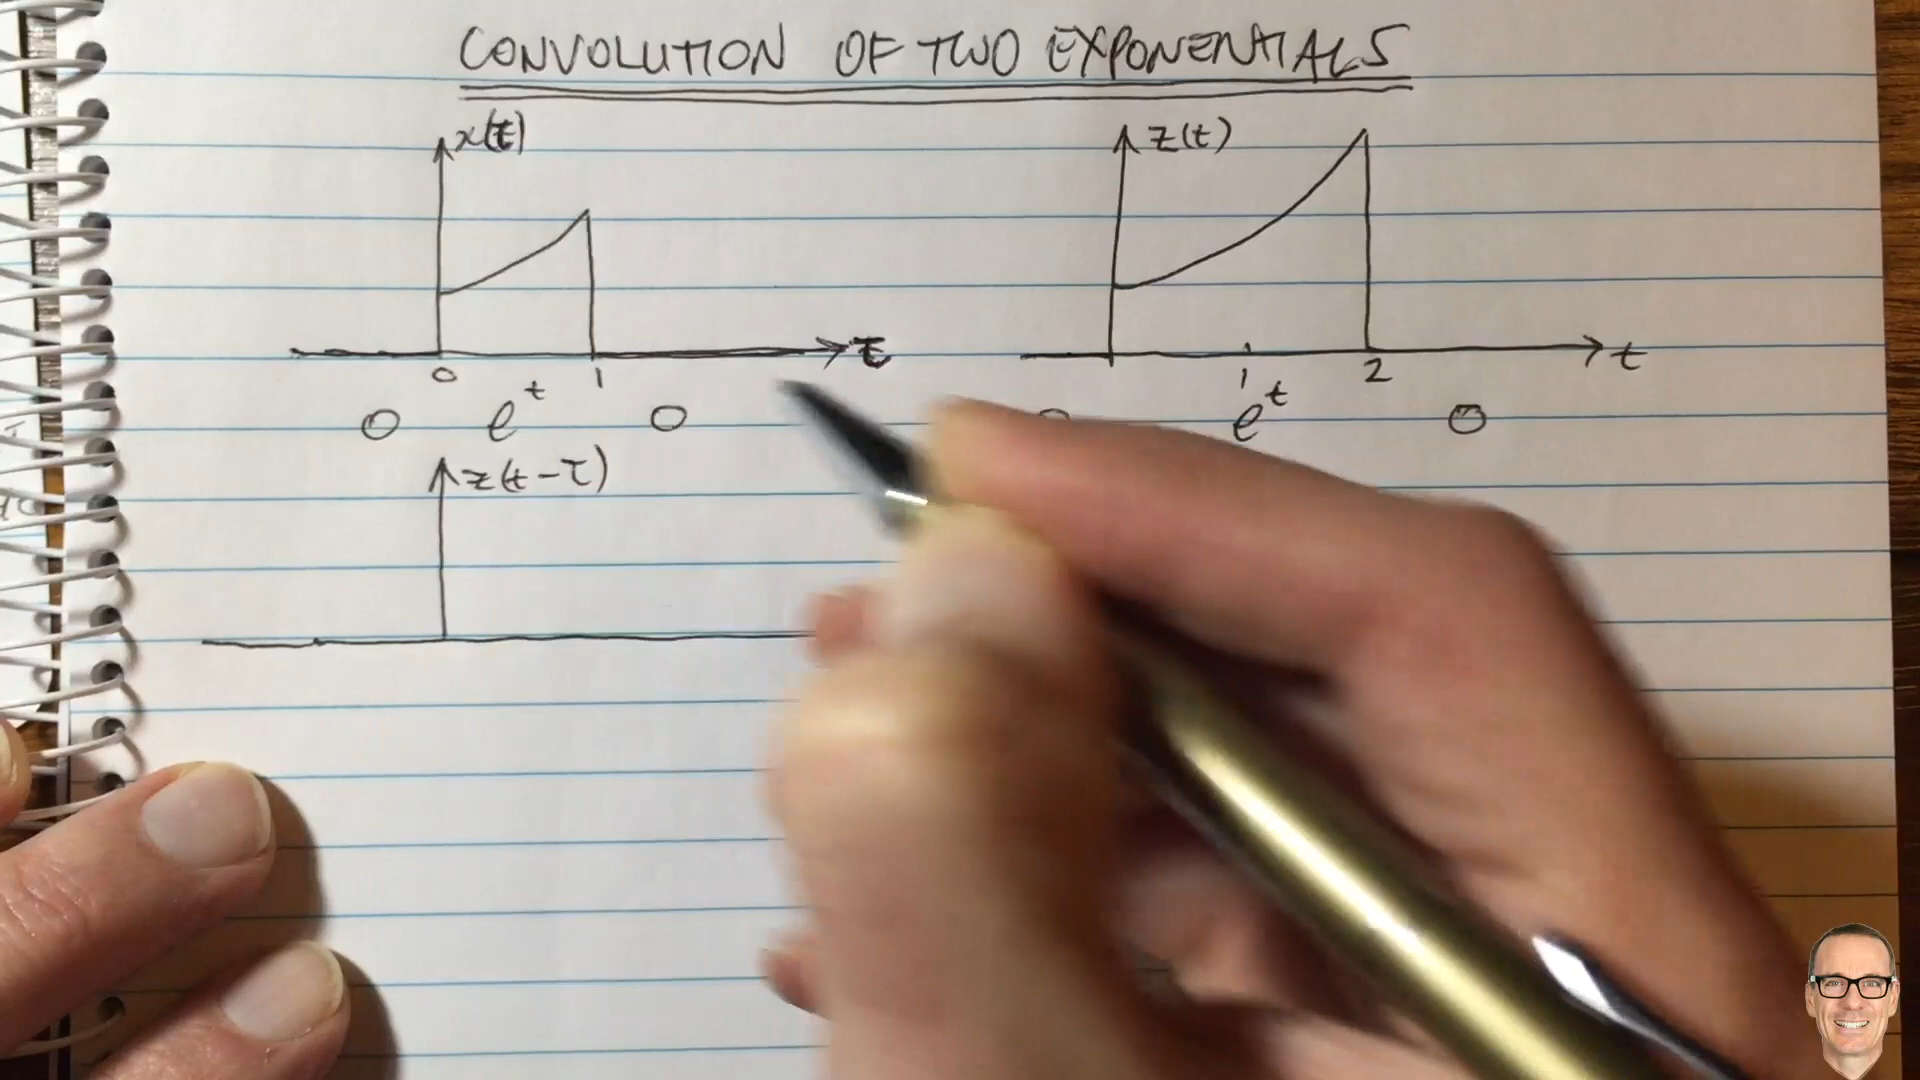 CONVOLUTION OF TWO EXPONENTIALS
x(τ) z(t)
τ t
0 1 1 2
0 e^t 0 e^t 0
z(t-τ)